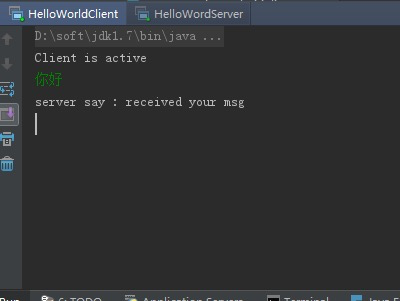 HelloWorldClient HelloWordServer
D:\soft\jdk1.7\bin\java ...
Client is active
你好
server say : received your msg
Run 6: TODO Application Servers Terminal Java E